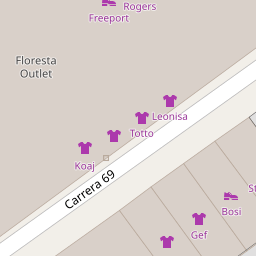 Rogers
Freeport
Floresta
Outlet
Leonisa
Totto
Koaj
Carrera 69
Bosi
Gef